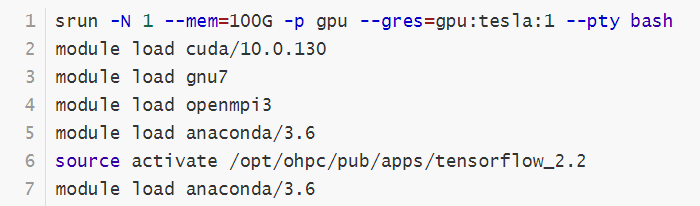 1 srun -N 1 --mem=100G -p gpu --gres=gpu:tesla:1 --pty bash
2 module load cuda/10.0.130
3 module load gnu7
4 module load openmpi3
5 module load anaconda/3.6
6 source activate /opt/ohpc/pub/apps/tensorflow_2.2
7 module load anaconda/3.6